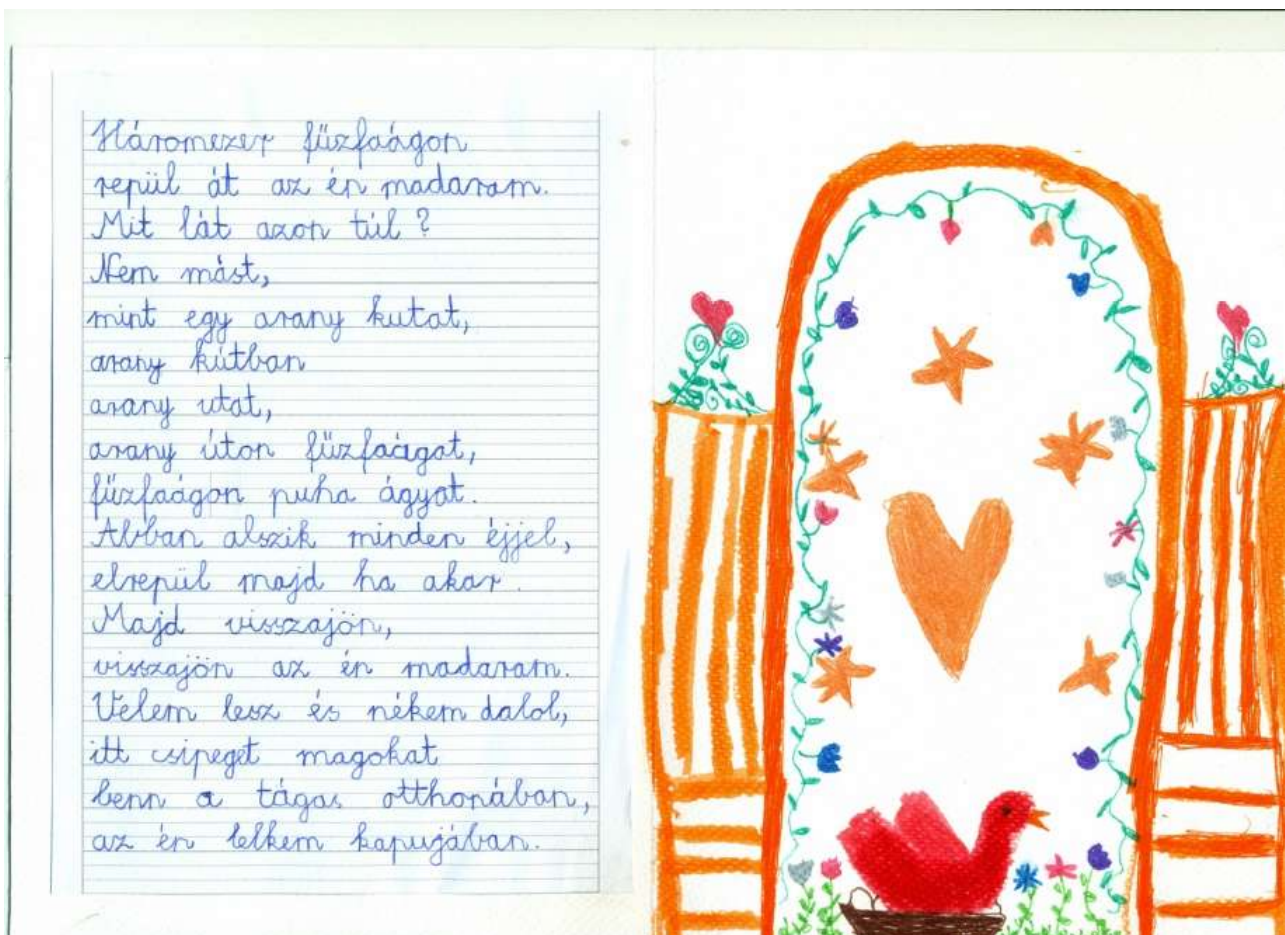 Háromezer fűzfaágon
repül át az én madaram.
Mit lát azon túl?
Nem mást,
mint egy arany kutat,
arany kútban
arany utat,
arany úton fűzfaágat,
fűzfaágon puha ágyat.
Abban alszik minden éjjel,
elrepül majd ha akar.
Majd visszajön,
visszajön az én madaram.
Velem lesz és nékem dalol,
itt csipeget magokat
benn a tágas otthonában,
az én lelkem kapujában.